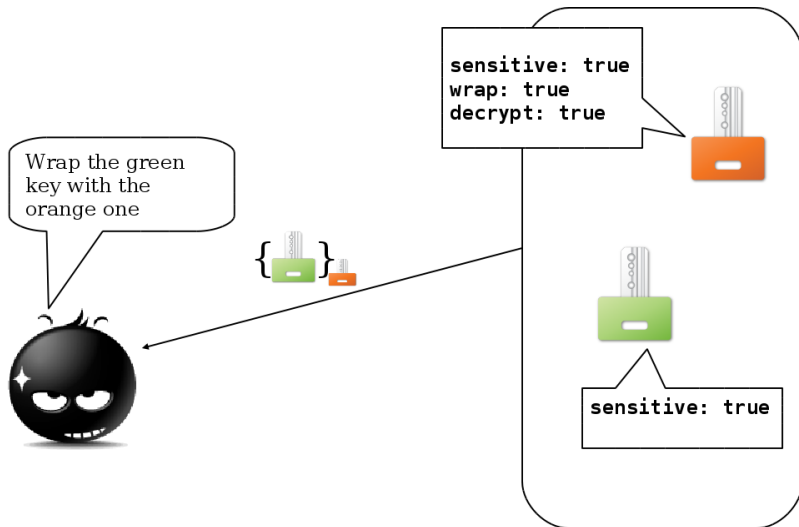 sensitive: true
wrap: true
decrypt: true
Wrap the green
key with the
orange one
{ }
sensitive: true